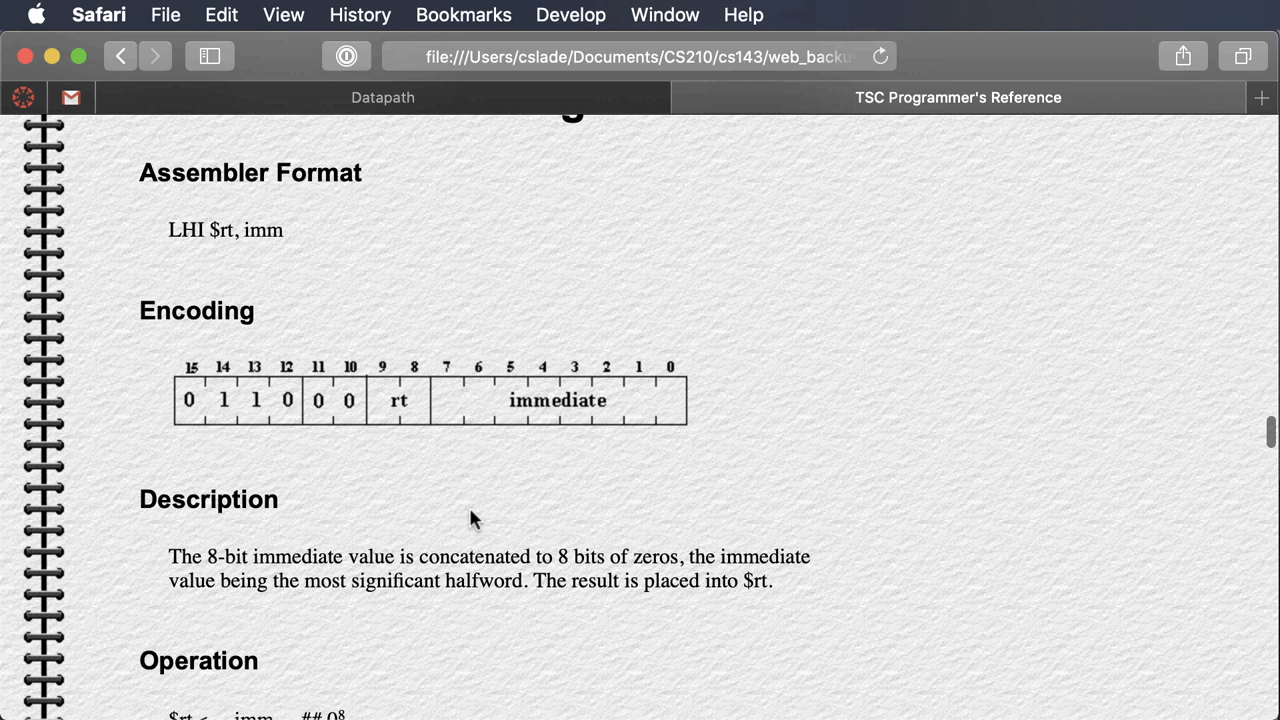 Safari File Edit View History Bookmarks Develop Window Help
file:///Users/cslade/Documents/CS210/cs143/web_backu
Datapath
TSC Programmer's Reference
Assembler Format
LHI $rt, imm
Encoding
15 14 13 12 11 10 9 8 7 6 5 4 3 2 1 0
0 1 1 0 0 0 rt immediate
Description
The 8-bit immediate value is concatenated to 8 bits of zeros, the immediate
value being the most significant halfword. The result is placed into $rt.
Operation
$rt <-- imm ## 0⁸